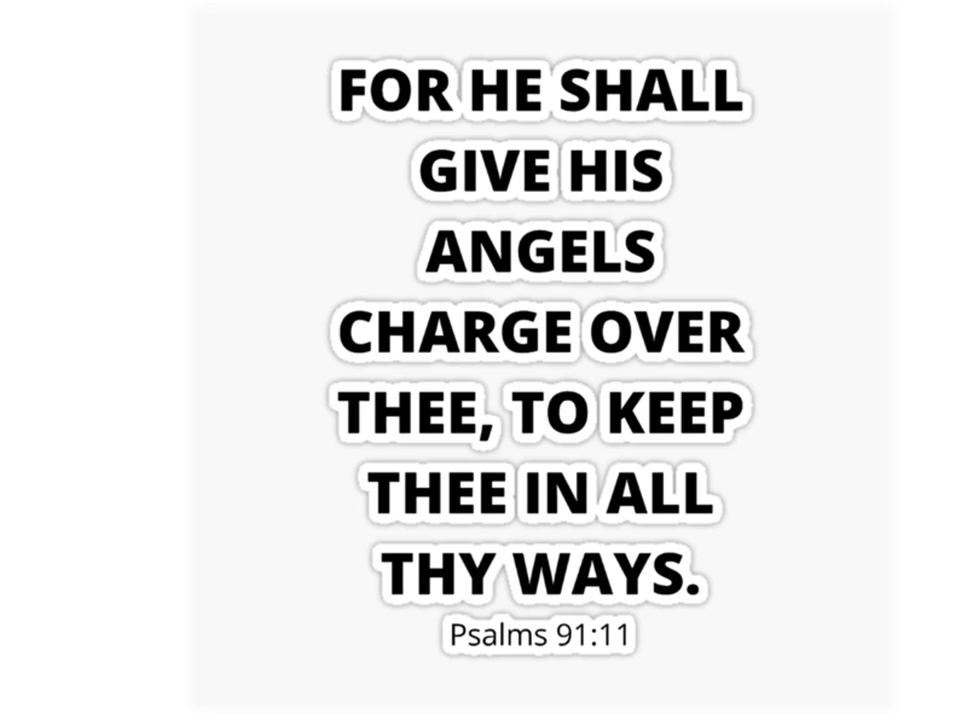 FOR HE SHALL
GIVE HIS
ANGELS
CHARGE OVER
THEE, TO KEEP
THEE IN ALL
THY WAYS.
Psalms 91:11